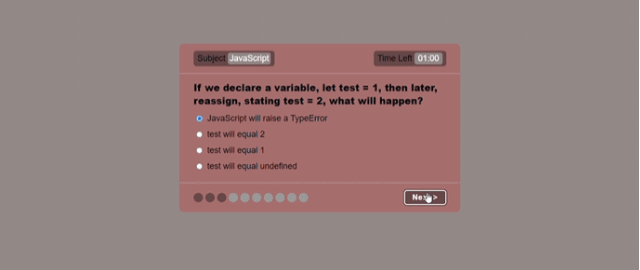 Subject JavaScript Time Left 01:00
If we declare a variable, let test = 1, then later,
reassign, stating test = 2, what will happen?
JavaScript will raise a TypeError
test will equal 2
test will equal 1
test will equal undefined
Next >